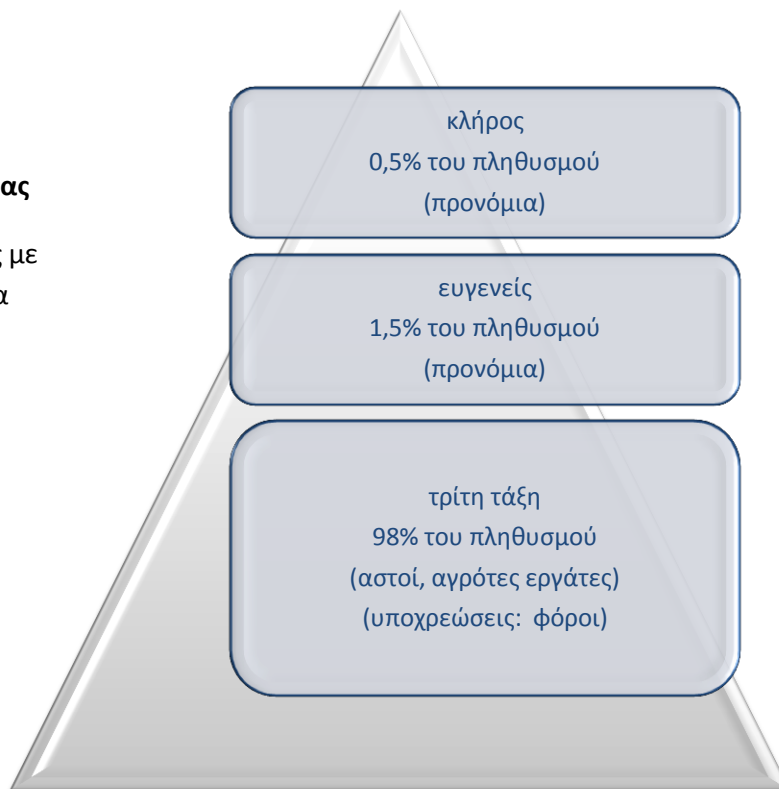 ας
ς με
α
κλήρος
0,5% του πληθυσμού
(προνόμια)
ευγενείς
1,5% του πληθυσμού
(προνόμια)
τρίτη τάξη
98% του πληθυσμού
(αστοί, αγρότες εργάτες)
(υποχρεώσεις: φόροι)